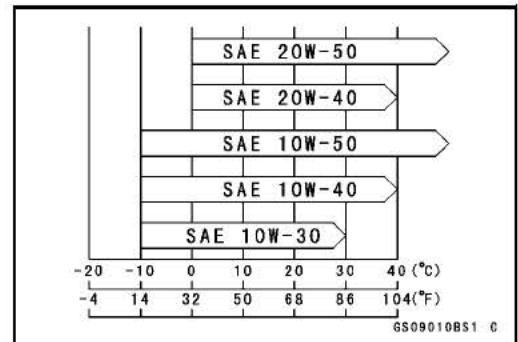 SAE 20W-50
SAE 20W-40
SAE 10W-50
SAE 10W-40
SAE 10W-30
-20 -10 0 10 20 30 40 (°C)
-4 14 32 50 68 86 104(°F)
GS09010BS1 C